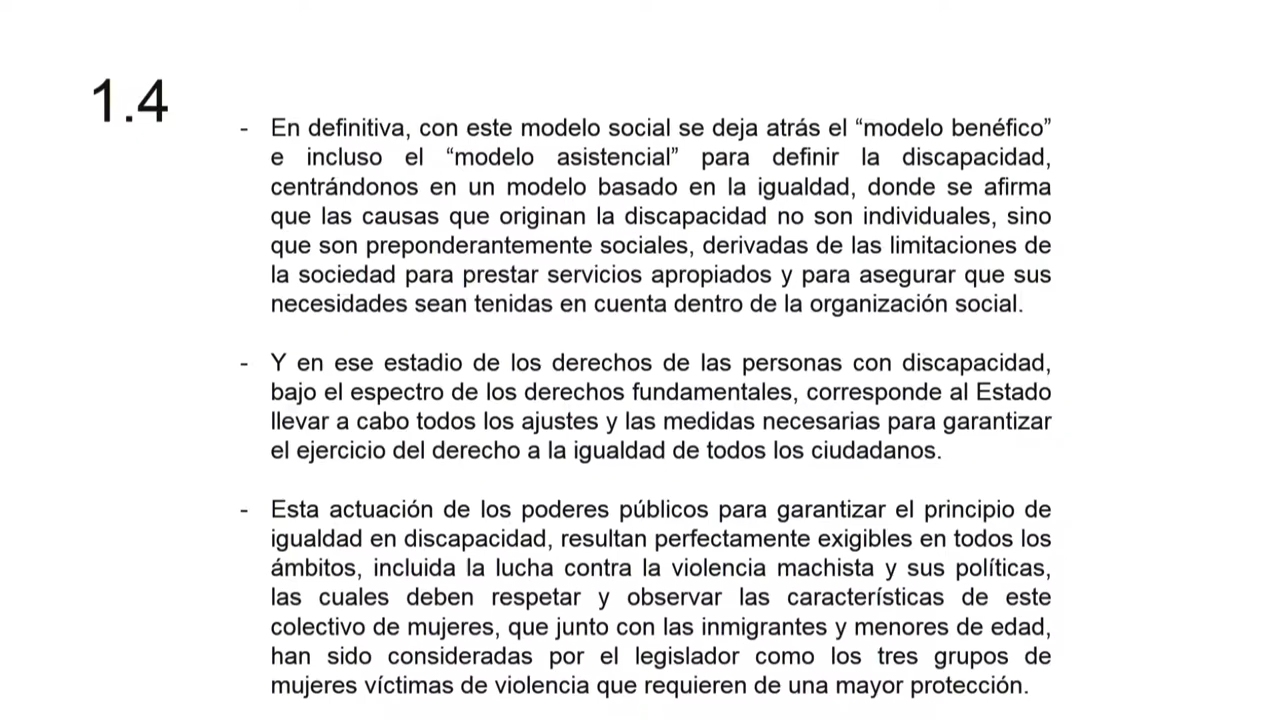 1.4
- En definitiva, con este modelo social se deja atrás el “modelo benéfico”
e incluso el “modelo asistencial” para definir la discapacidad,
centrándonos en un modelo basado en la igualdad, donde se afirma
que las causas que originan la discapacidad no son individuales, sino
que son preponderantemente sociales, derivadas de las limitaciones de
la sociedad para prestar servicios apropiados y para asegurar que sus
necesidades sean tenidas en cuenta dentro de la organización social.
- Y en ese estadio de los derechos de las personas con discapacidad,
bajo el espectro de los derechos fundamentales, corresponde al Estado
llevar a cabo todos los ajustes y las medidas necesarias para garantizar
el ejercicio del derecho a la igualdad de todos los ciudadanos.
- Esta actuación de los poderes públicos para garantizar el principio de
igualdad en discapacidad, resultan perfectamente exigibles en todos los
ámbitos, incluida la lucha contra la violencia machista y sus políticas,
las cuales deben respetar y observar las características de este
colectivo de mujeres, que junto con las inmigrantes y menores de edad,
han sido consideradas por el legislador como los tres grupos de
mujeres víctimas de violencia que requieren de una mayor protección.